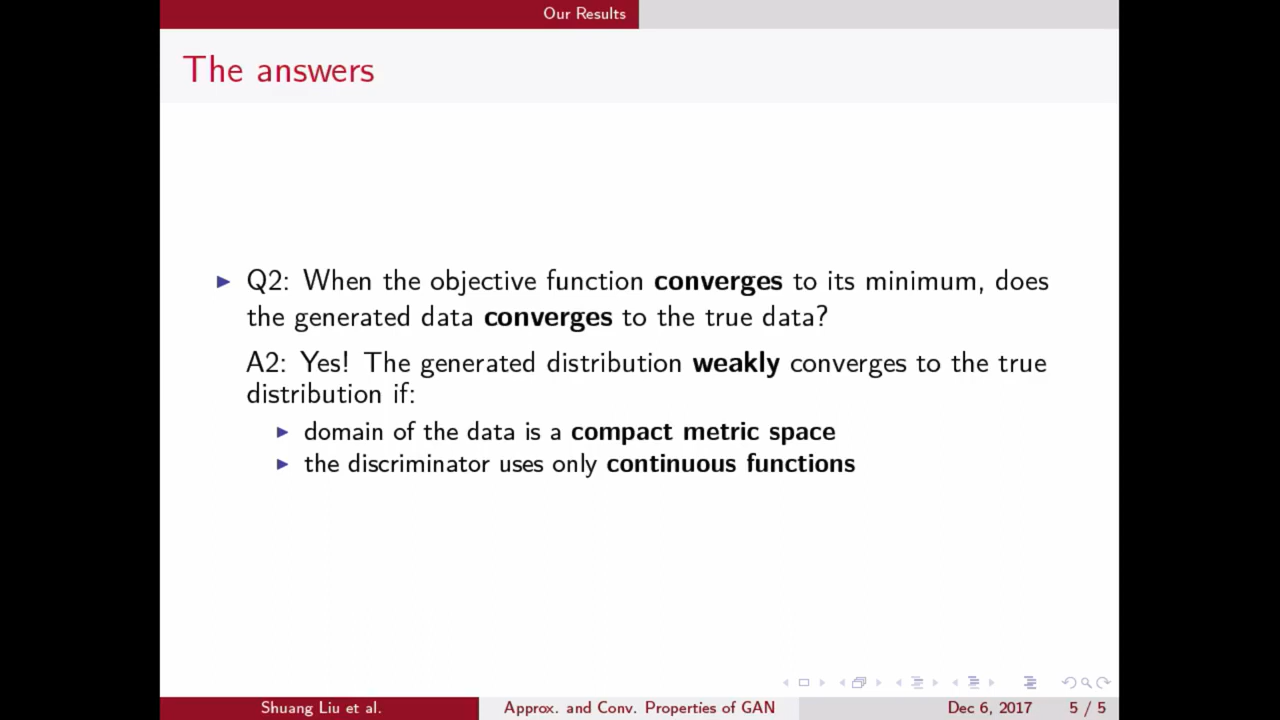 Our Results
The answers
Q2: When the objective function converges to its minimum, does
the generated data converges to the true data?
A2: Yes! The generated distribution weakly converges to the true
distribution if:
domain of the data is a compact metric space
the discriminator uses only continuous functions
Shuang Liu et al. Approx. and Conv. Properties of GAN Dec 6, 2017 5 / 5